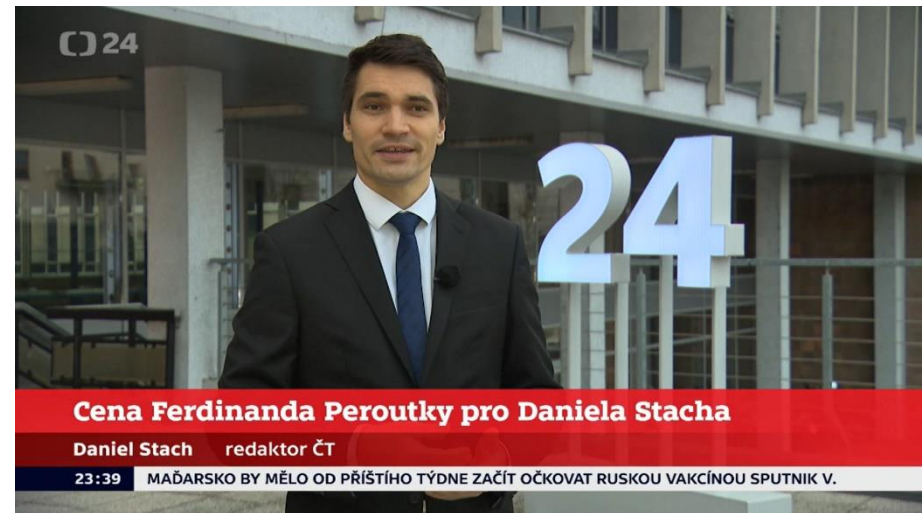 24
24
Cena Ferdinanda Peroutky pro Daniela Stacha
Daniel Stach redaktor ČT
23:39 MAĎARSKO BY MĚLO OD PŘÍŠTÍHO TÝDNE ZAČÍT OČKOVAT RUSKOU VAKCÍNOU SPUTNIK V.